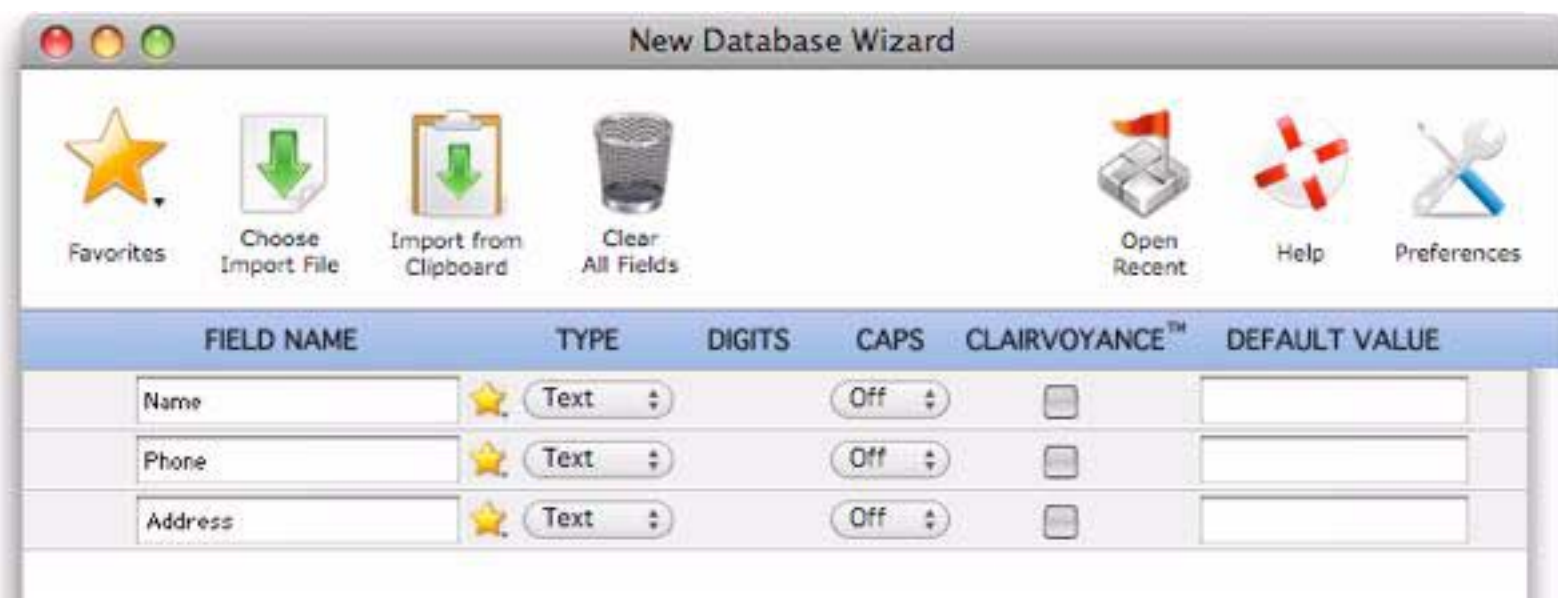 New Database Wizard
Favorites
Choose
Import File
Import from
Clipboard
Clear
All Fields
Open
Recent
Help
Preferences
FIELD NAME TYPE DIGITS CAPS CLAIRVOYANCE™ DEFAULT VALUE
Name Text Off
Phone Text Off
Address Text Off